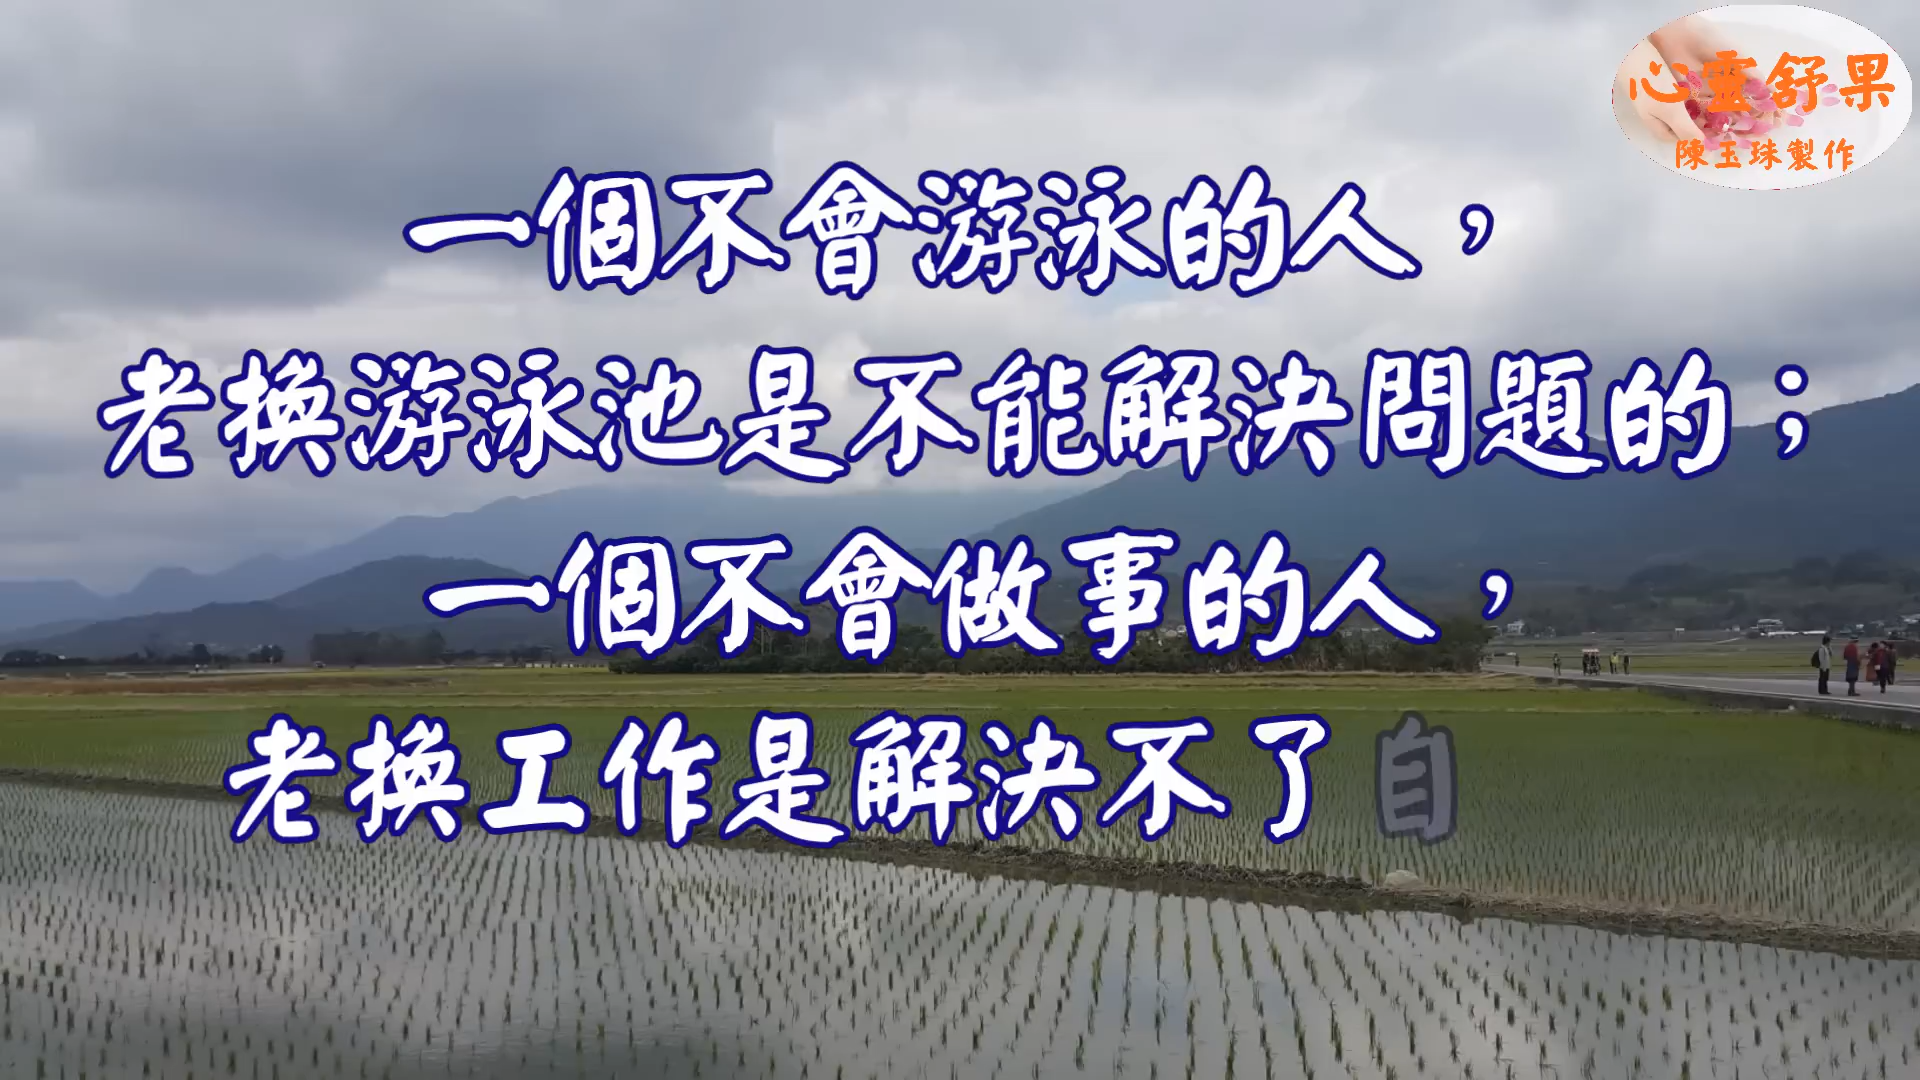 心靈舒果
陳玉珠製作
一個不會游泳的人，
老換游泳池是不能解決問題的；
一個不會做事的人，
老換工作是解決不了自